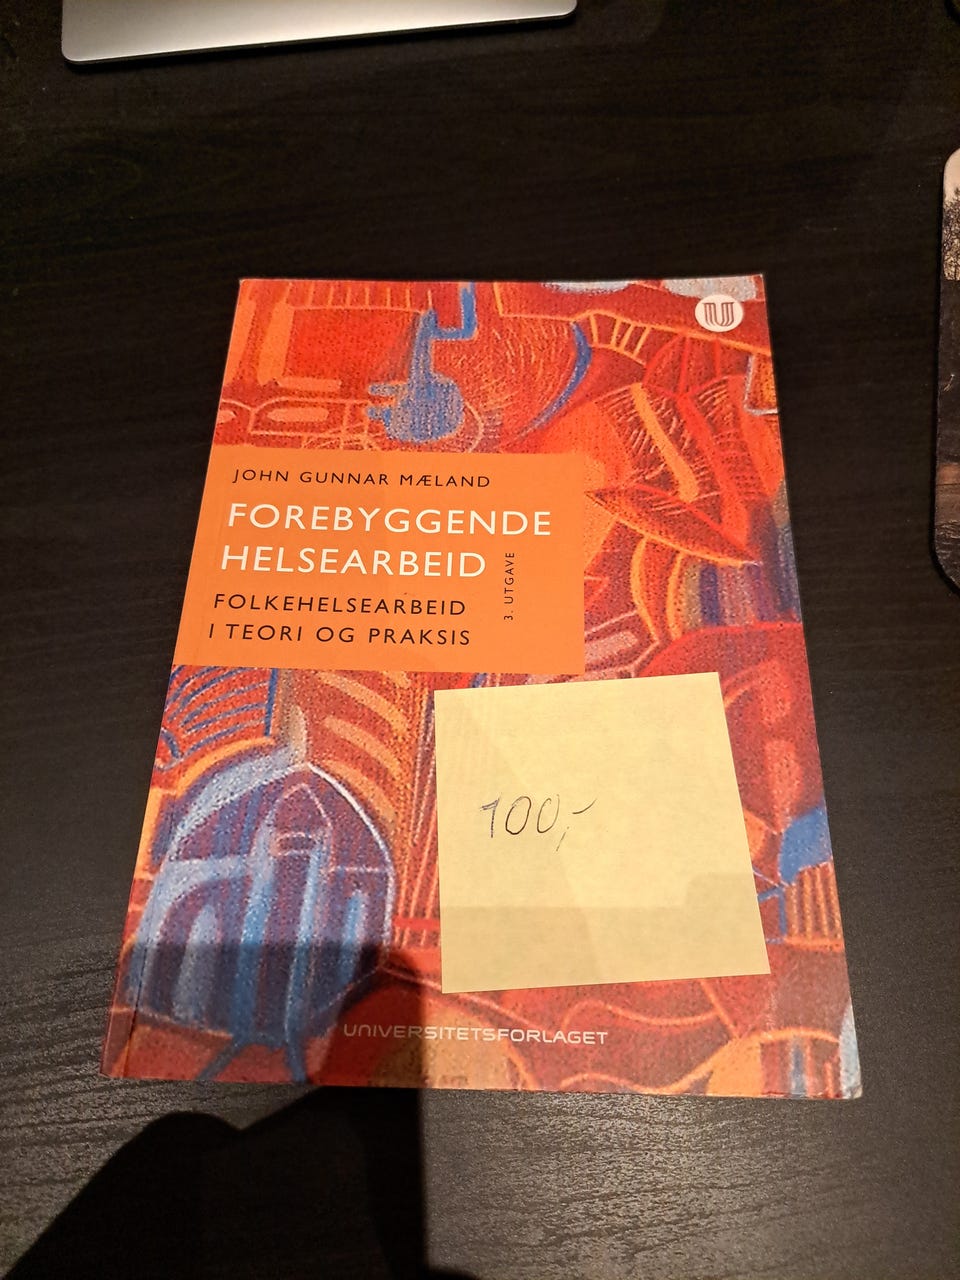 JOHN GUNNAR MÆLAND
FOREBYGGENDE
HELSEARBEID
3. UTGAVE
FOLKEHELSEARBEID
I TEORI OG PRAKSIS
100,-
UNIVERSITETSFORLAGET